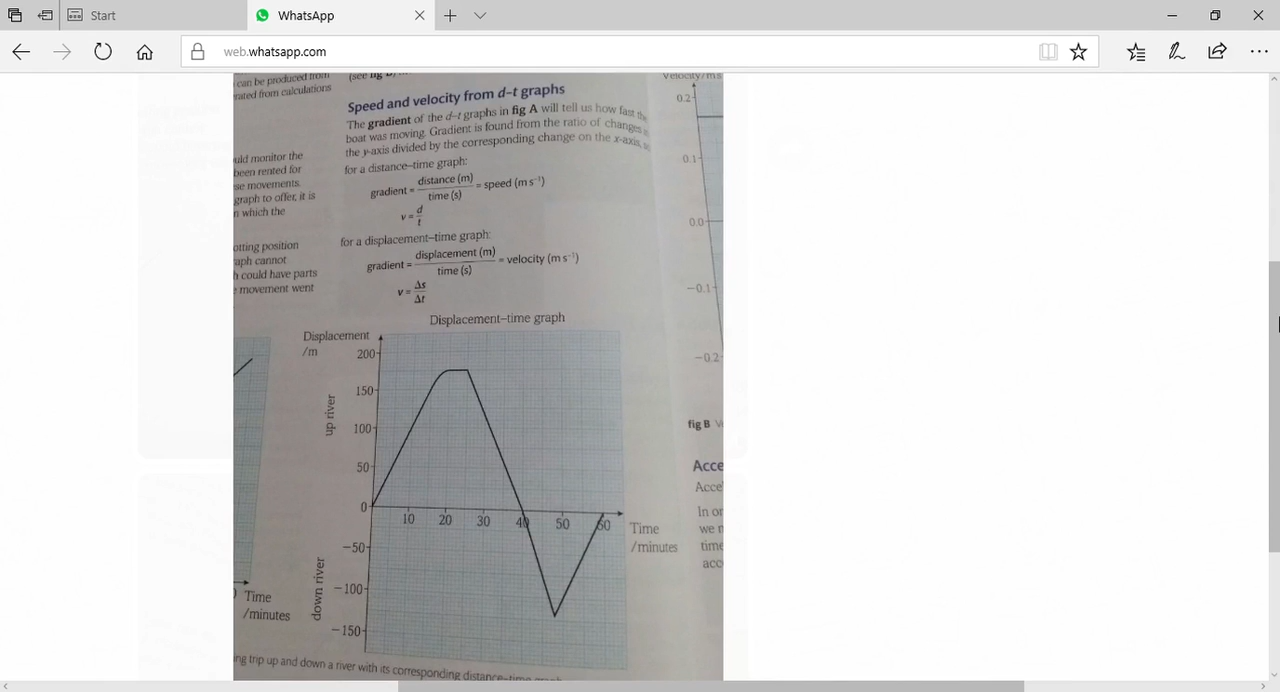 Start
WhatsApp
web.whatsapp.com
can be produced from
rated from calculations
uld monitor the
been rented for
se movements.
graph to offer, it is
n which the
otting position
aph cannot
h could have parts
movement went
Time
/minutes
(see fig
Speed and velocity from d–t graphs
The gradient of the d–t graphs in fig A will tell us how fast the
boat was moving. Gradient is found from the ratio of changes
the y-axis divided by the corresponding change on the x-axis,
for a distance–time graph:
gradient = distance (m) / time (s) = speed (m s⁻¹)
v = d/t
for a displacement–time graph:
gradient = displacement (m) / time (s) = velocity (m s⁻¹)
v = Δs/Δt
Displacement–time graph
Displacement
/m
200
150
100
50
0
−50
−100
−150
up river
down river
10 20 30 40 50 60
Time
/minutes
ng trip up and down a river with its corresponding distance–time
Velocity/ms
0.2
0.1
0.0
−0.1
−0.2
fig B
Acce
Acce
In or
we n
time
acc